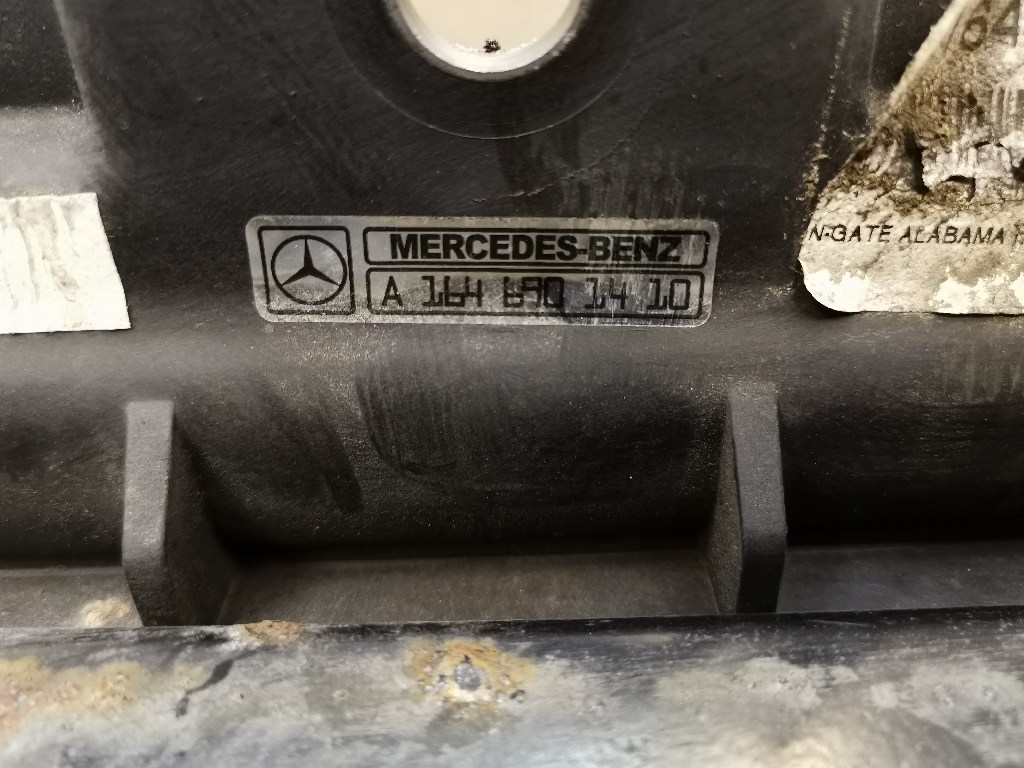 MERCEDES-BENZ
A 164 690 14 10
N-GATE ALABAMA